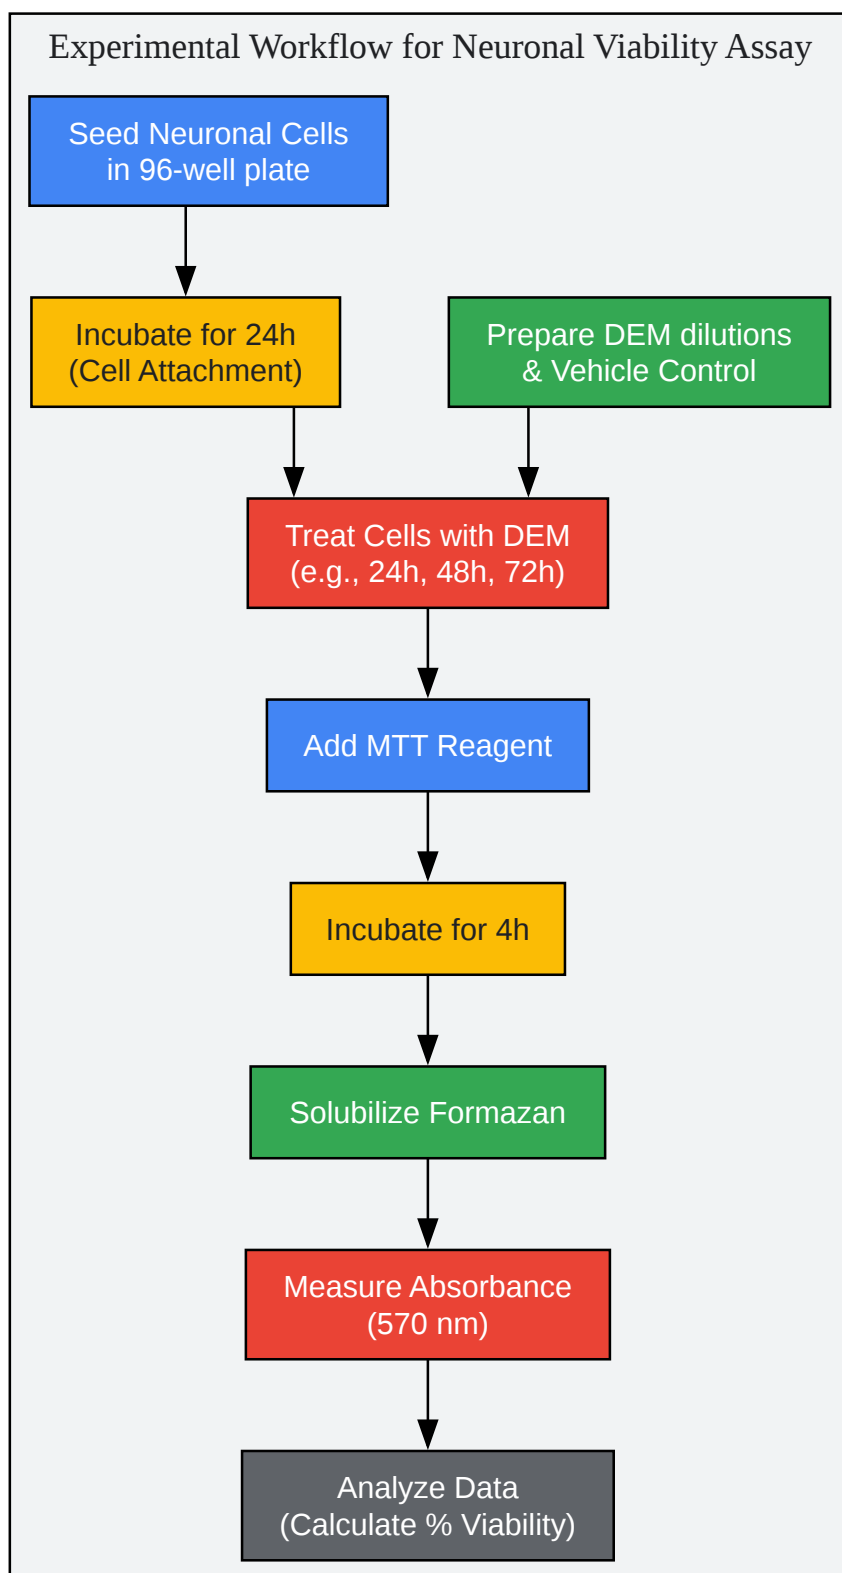 Experimental Workflow for Neuronal Viability Assay
Seed Neuronal Cells
in 96-well plate
Incubate for 24h
(Cell Attachment)
Prepare DEM dilutions
& Vehicle Control
Treat Cells with DEM
(e.g., 24h, 48h, 72h)
Add MTT Reagent
Incubate for 4h
Solubilize Formazan
Measure Absorbance
(570 nm)
Analyze Data
(Calculate % Viability)